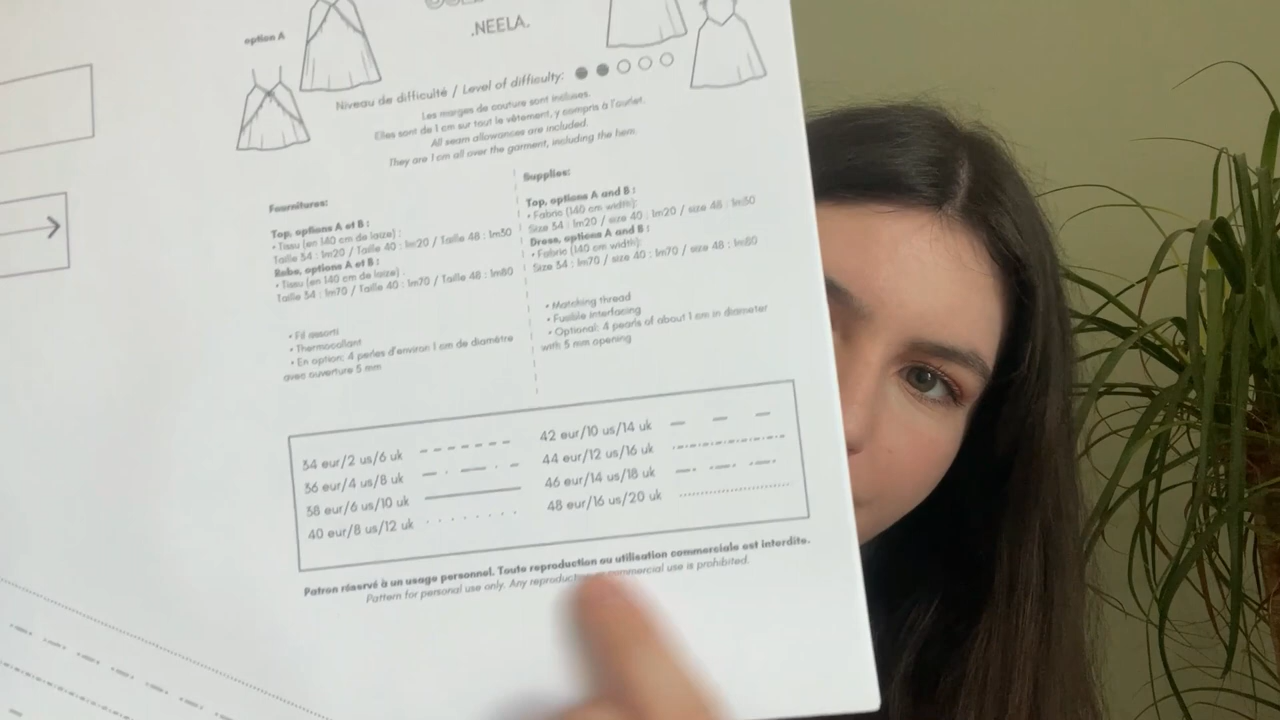 .NEELA.
option A
Niveau de difficulté / Level of difficulty:
Les marges de couture sont incluses.
Elles sont de 1 cm sur tout le vêtement, y compris à l'ourlet.
All seam allowances are included.
They are 1 cm all over the garment, including the hem.
Fournitures:
Top, options A et B :
• Tissu (en 140 cm de laize) :
Taille 34 : 1m20 / Taille 40 : 1m20 / Taille 48 : 1m30
Robe, options A et B :
• Tissu (en 140 cm de laize) :
Taille 34 : 1m70 / Taille 40 : 1m70 / Taille 48 : 1m80
• Fil assorti
• Thermocollant
• En option: 4 perles d'environ 1 cm de diamètre
avec ouverture 5 mm
Supplies:
Top, options A and B :
• Fabric (140 cm width):
Size 34 : 1m20 / size 40 : 1m20 / size 48 : 1m30
Dress, options A and B :
• Fabric (140 cm width):
Size 34 : 1m70 / size 40 : 1m70 / size 48 : 1m80
• Matching thread
• Fusible interfacing
• Optional: 4 pearls of about 1 cm in diameter
with 5 mm opening
34 eur/2 us/6 uk
36 eur/4 us/8 uk
38 eur/6 us/10 uk
40 eur/8 us/12 uk
42 eur/10 us/14 uk
44 eur/12 us/16 uk
46 eur/14 us/18 uk
48 eur/16 us/20 uk
Patron réservé à un usage personnel. Toute reproduction ou utilisation commerciale est interdite.
Pattern for personal use only. Any commercial use is prohibited.